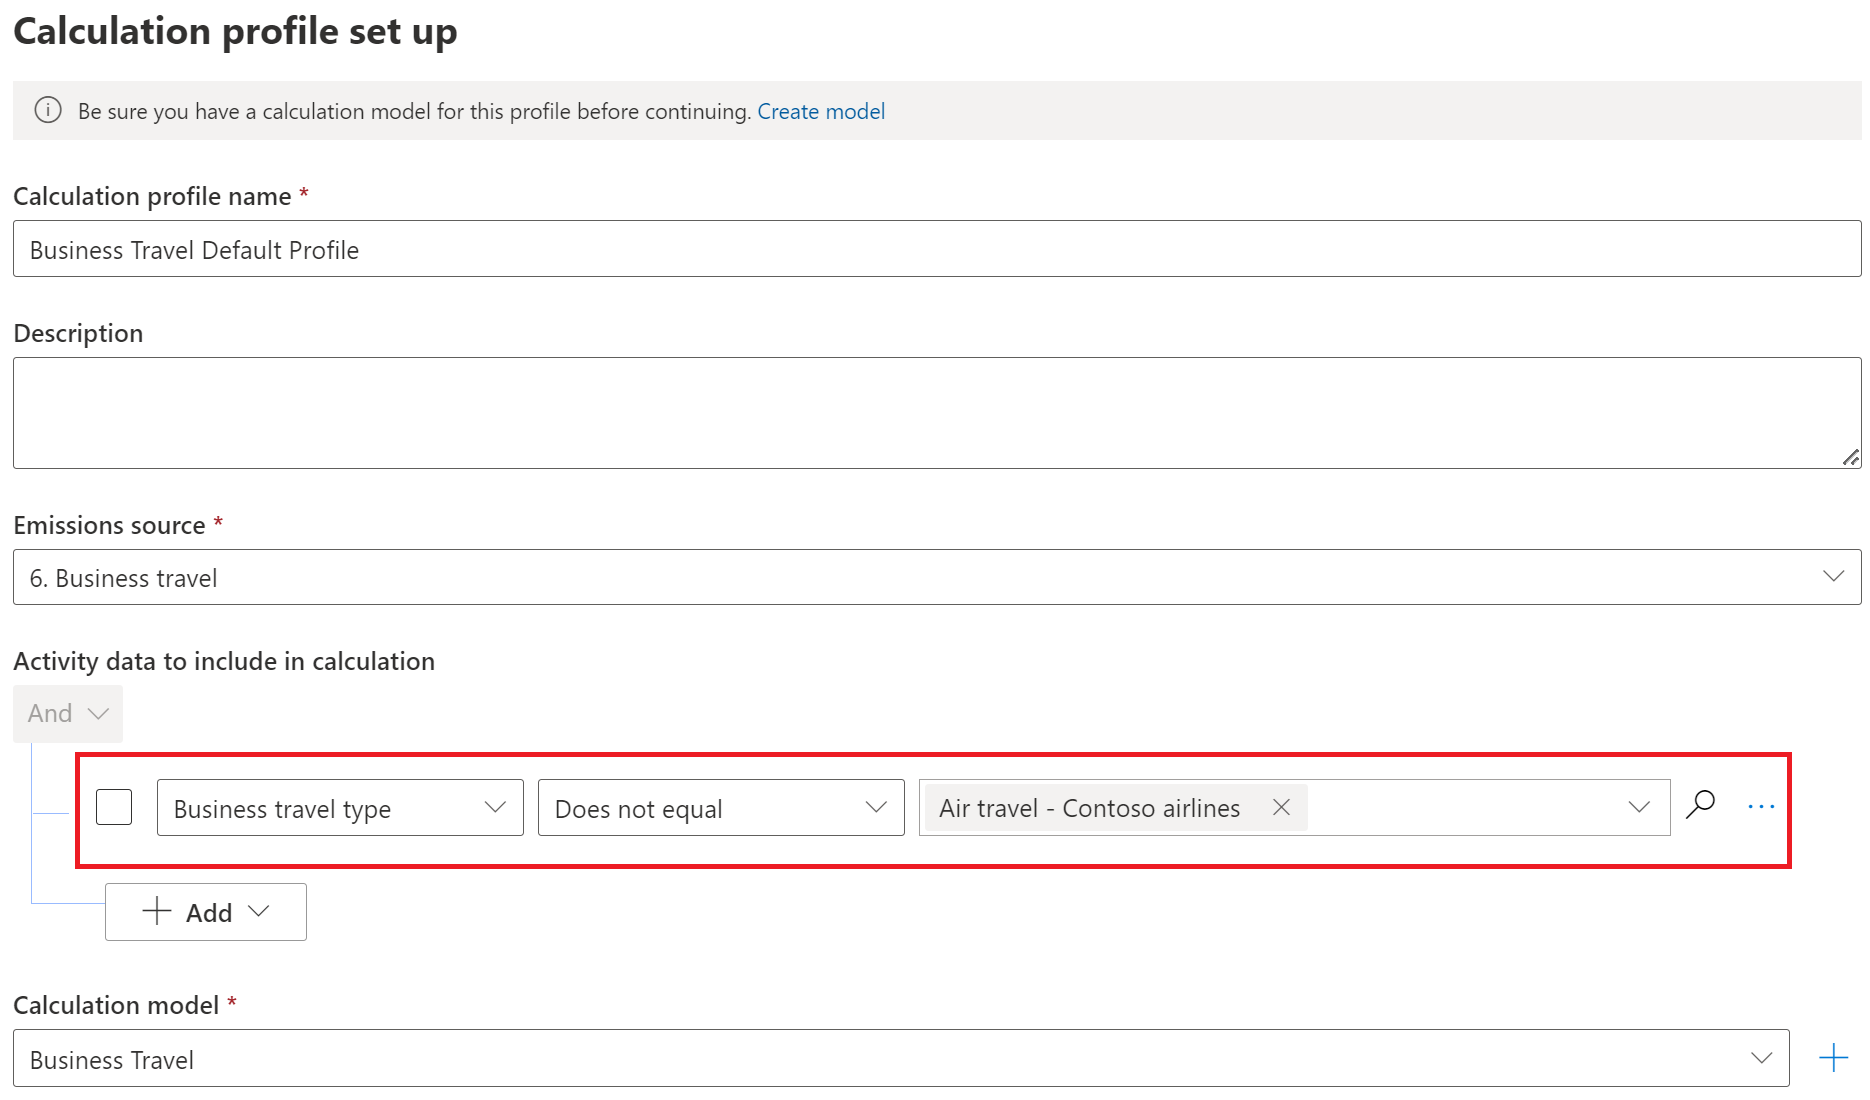 Calculation profile set up
Be sure you have a calculation model for this profile before continuing. Create model
Calculation profile name *
Business Travel Default Profile
Description
Emissions source *
6. Business travel
Activity data to include in calculation
And
Business travel type Does not equal Air travel - Contoso airlines
Add
Calculation model *
Business Travel